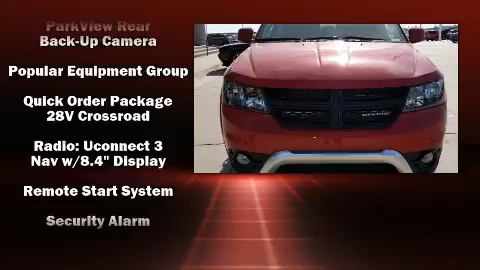 ParkView Rear
Back-Up Camera
Popular Equipment Group
Quick Order Package
28V Crossroad
Radio: Uconnect 3
Nav w/8.4" Display
Remote Start System
Security Alarm
DODGE